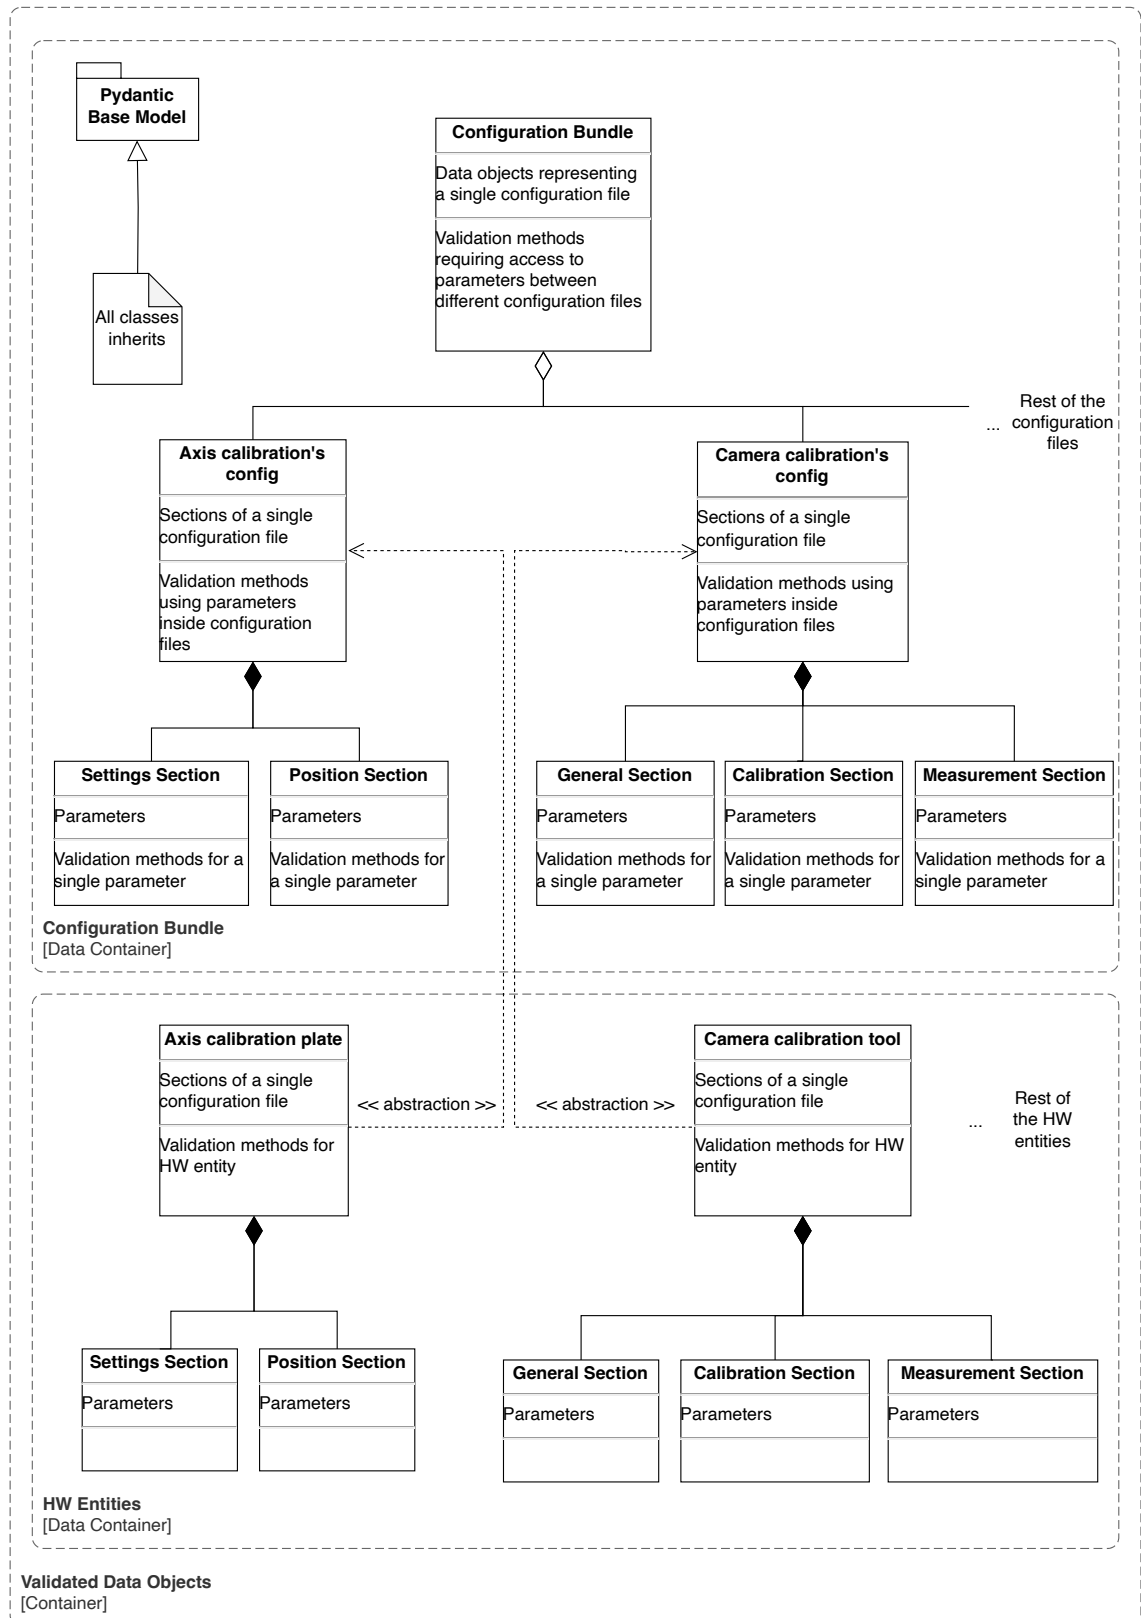 Pydantic
Base Model
All classes
inherits
Configuration Bundle
Data objects representing
a single configuration file
Validation methods
requiring access to
parameters between
different configuration files
Axis calibration's
config
Sections of a single
configuration file
Validation methods
using parameters
inside configuration
files
Camera calibration's
config
Sections of a single
configuration file
Validation methods using
parameters inside
configuration files
...
Rest of the
configuration
files
Settings Section
Parameters
Validation methods for a
single parameter
Position Section
Parameters
Validation methods for
a single parameter
General Section
Parameters
Validation methods for
a single parameter
Calibration Section
Parameters
Validation methods for
a single parameter
Measurement Section
Parameters
Validation methods for a
single parameter
Configuration Bundle
[Data Container]
Axis calibration plate
Sections of a single
configuration file
Validation methods for
HW entity
<< abstraction >>
<< abstraction >>
Camera calibration tool
Sections of a single
configuration file
Validation methods for HW
entity
...
Rest of
the HW
entities
Settings Section
Parameters
Position Section
Parameters
General Section
Parameters
Calibration Section
Parameters
Measurement Section
Parameters
HW Entities
[Data Container]
Validated Data Objects
[Container]